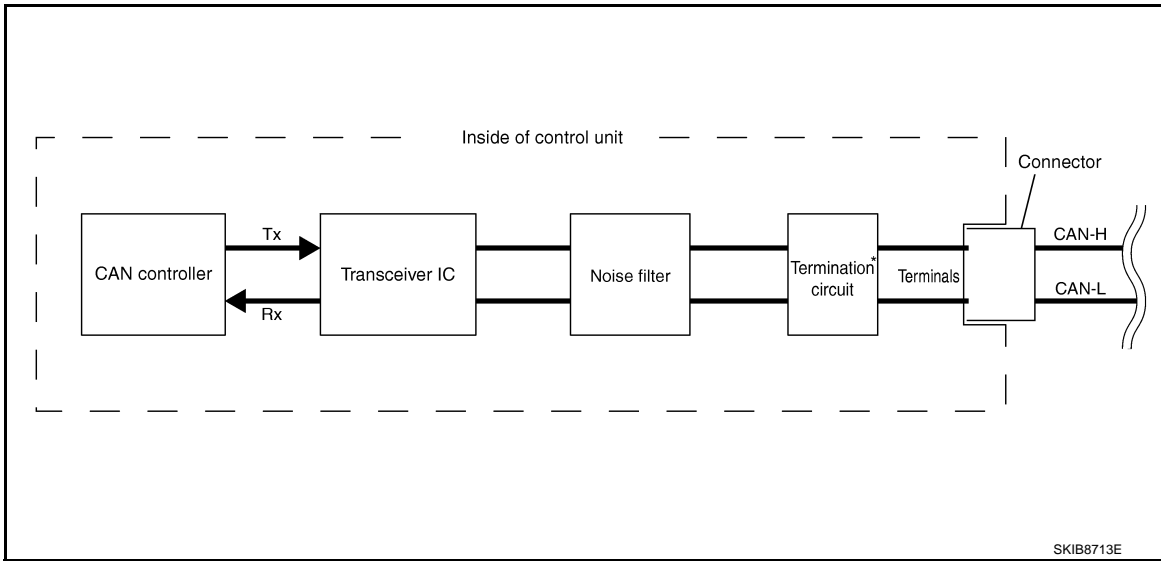 Inside of control unit
Connector
CAN controller
Tx
Rx
Transceiver IC
Noise filter
Termination*
circuit
Terminals
CAN-H
CAN-L
SKIB8713E